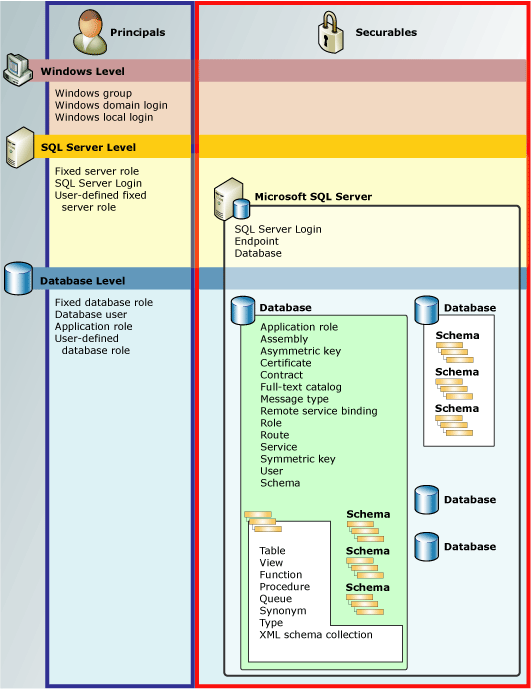 Principals
Securables
Windows Level
Windows group
Windows domain login
Windows local login
SQL Server Level
Fixed server role
SQL Server Login
User-defined fixed
server role
Microsoft SQL Server
SQL Server Login
Endpoint
Database
Database Level
Fixed database role
Database user
Application role
User-defined
database role
Database
Application role
Assembly
Asymmetric key
Certificate
Contract
Full-text catalog
Message type
Remote service binding
Role
Route
Service
Symmetric key
User
Schema
Table
View
Function
Procedure
Queue
Synonym
Type
XML schema collection
Schema
Schema
Schema
Database
Schema
Schema
Schema
Database
Database